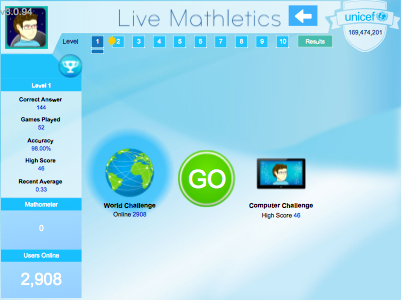 v3.0.94
Live Mathletics
unicef
169,474,201
Level 1 2 3 4 5 6 7 8 9 10 Results
Level 1
Correct Answer
144
Games Played
52
Accuracy
98.00%
High Score
46
Recent Average
0.33
Mathometer
0
Users Online
2,908
GO
World Challenge
Online 2908
Computer Challenge
High Score 46